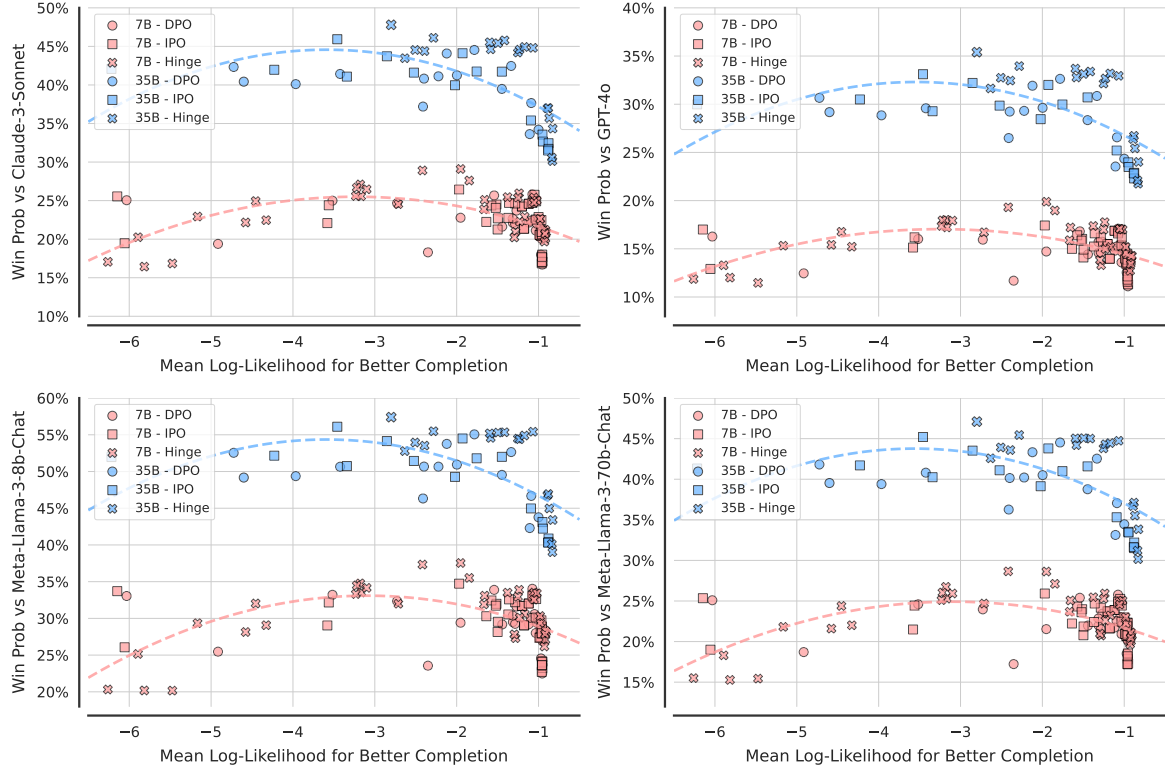 50%
45%
40%
35%
30%
25%
20%
15%
10%
Win Prob vs Claude-3-Sonnet
7B - DPO
7B - IPO
7B - Hinge
35B - DPO
35B - IPO
35B - Hinge
−6
−5
−4
−3
−2
−1
Mean Log-Likelihood for Better Completion
40%
35%
30%
25%
20%
15%
10%
Win Prob vs GPT-4o
7B - DPO
7B - IPO
7B - Hinge
35B - DPO
35B - IPO
35B - Hinge
−6
−5
−4
−3
−2
−1
Mean Log-Likelihood for Better Completion
60%
55%
50%
45%
40%
35%
30%
25%
20%
Win Prob vs Meta-Llama-3-8b-Chat
7B - DPO
7B - IPO
7B - Hinge
35B - DPO
35B - IPO
35B - Hinge
−6
−5
−4
−3
−2
−1
Mean Log-Likelihood for Better Completion
50%
45%
40%
35%
30%
25%
20%
15%
Win Prob vs Meta-Llama-3-70b-Chat
7B - DPO
7B - IPO
7B - Hinge
35B - DPO
35B - IPO
35B - Hinge
−6
−5
−4
−3
−2
−1
Mean Log-Likelihood for Better Completion